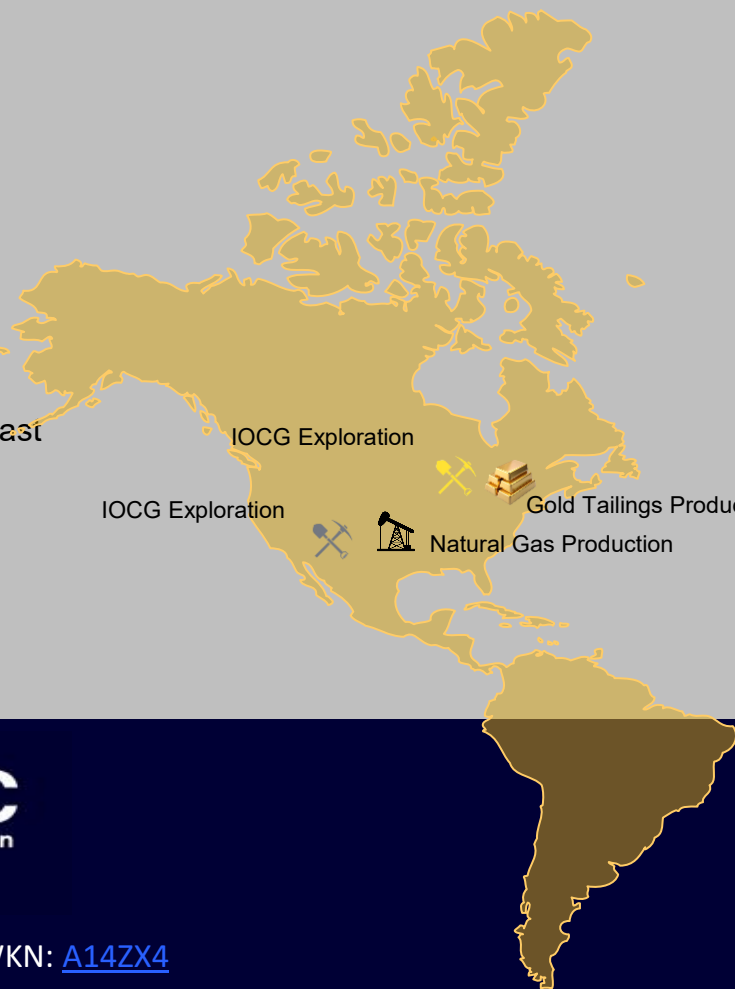 ast
IOCG Exploration
IOCG Exploration
Gold Tailings Produc
Natural Gas Production
C
n
WKN: A14ZX4